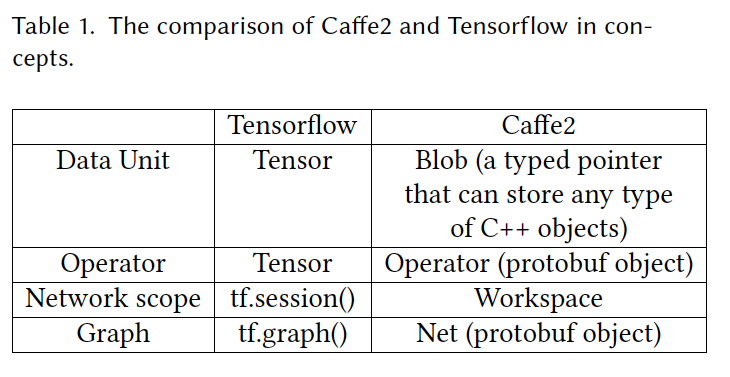 Table 1. The comparison of Caffe2 and Tensorflow in con-
cepts.
Tensorflow Caffe2
Data Unit Tensor Blob (a typed pointer
that can store any type
of C++ objects)
Operator Tensor Operator (protobuf object)
Network scope tf.session() Workspace
Graph tf.graph() Net (protobuf object)